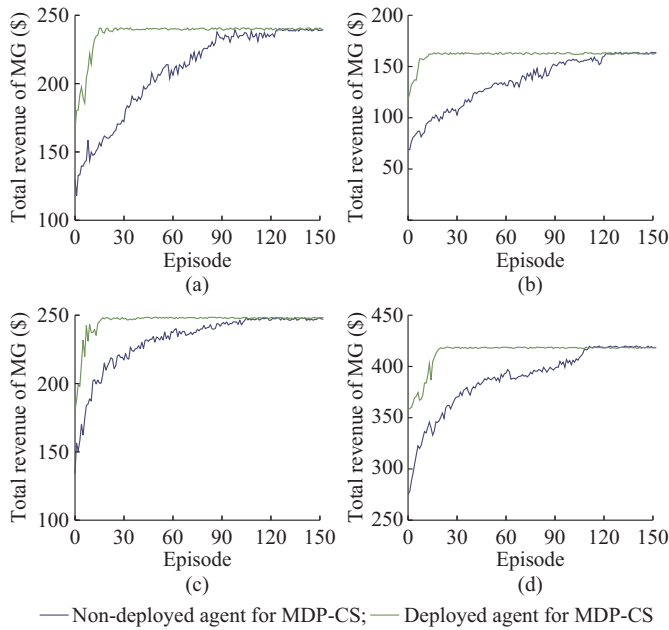 250
200
150
100
Total revenue of MG ($)
0 30 60 90 120 150
Episode
(a)
200
150
100
50
Total revenue of MG ($)
0 30 60 90 120 150
Episode
(b)
250
200
150
100
Total revenue of MG ($)
0 30 60 90 120 150
Episode
(c)
450
400
350
300
250
Total revenue of MG ($)
0 30 60 90 120 150
Episode
(d)
Non-deployed agent for MDP-CS; Deployed agent for MDP-CS